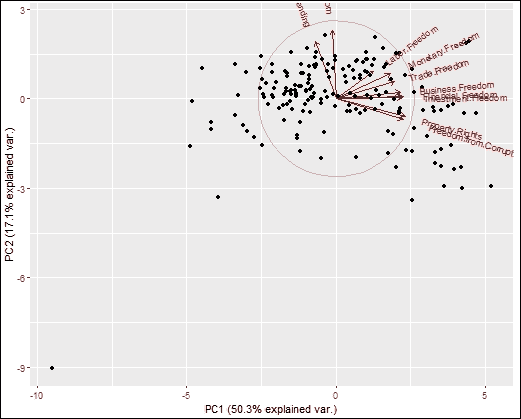 3
0
-3
-6
-9
-10
-5
0
5
PC1 (50.3% explained var.)
PC2 (17.1% explained var.)
Labor.Freedom
Monetary.Freedom
Trade.Freedom
Business.Freedom
Financial.Freedom
Investment.Freedom
Property.Rights
Freedom.from.Corrupt